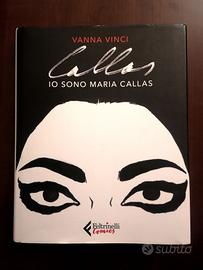 VANNA VINCI
Callas
IO SONO MARIA CALLAS
Feltrinelli
Comics
subito